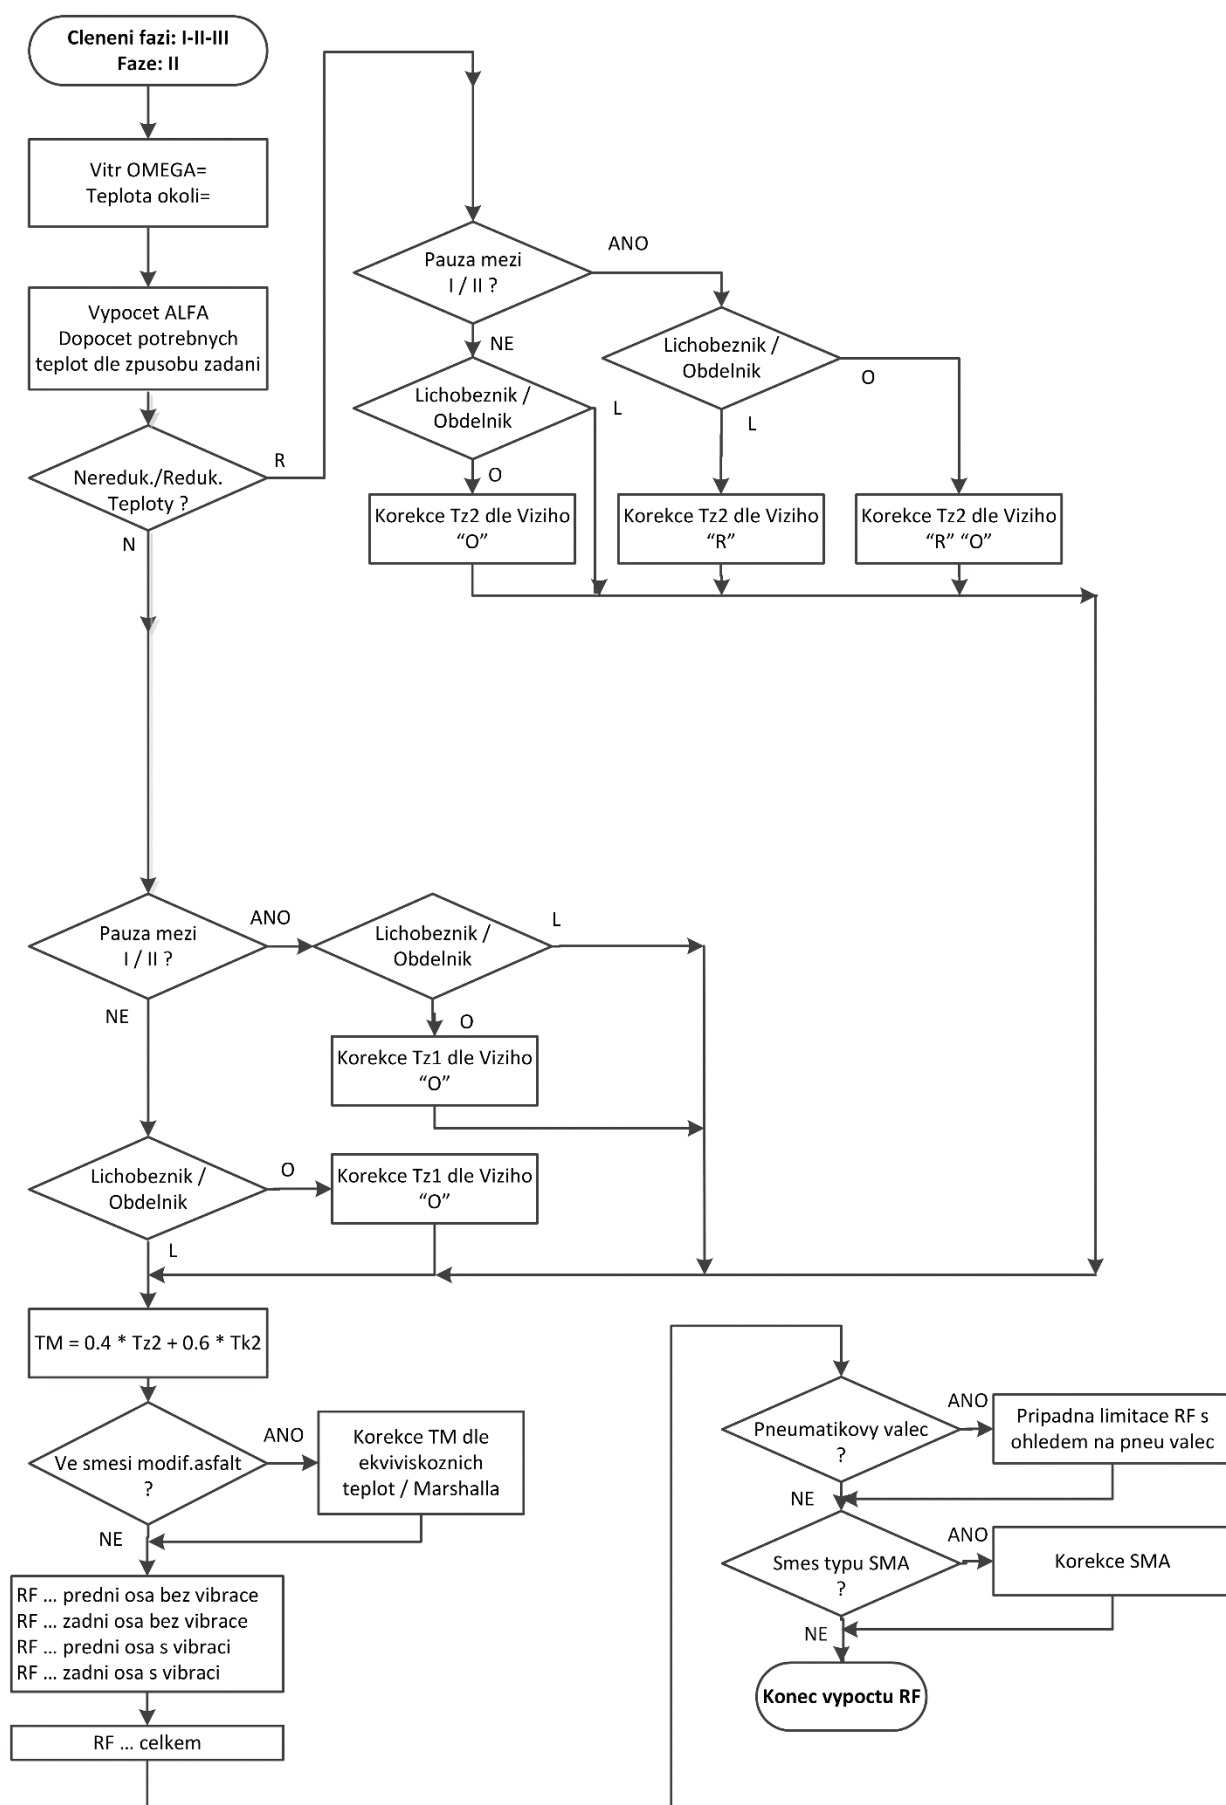 Cleneni fazi: I-II-III
Faze: II
Vitr OMEGA=
Teplota okoli=
Vypocet ALFA
Dopocet potrebnych
teplot dle zpusobu zadani
Nereduk./Reduk.
Teploty ?
R
N
Pauza mezi
I / II ?
ANO
NE
Lichobeznik /
Obdelnik
L
O
Lichobeznik /
Obdelnik
O
L
Korekce Tz2 dle Viziho
“O”
Korekce Tz2 dle Viziho
“R”
Korekce Tz2 dle Viziho
“R” “O”
Pauza mezi
I / II ?
ANO
NE
Lichobeznik /
Obdelnik
L
O
Korekce Tz1 dle Viziho
“O”
Lichobeznik /
Obdelnik
O
L
Korekce Tz1 dle Viziho
“O”
TM = 0.4 * Tz2 + 0.6 * Tk2
Ve smesi modif.asfalt
?
ANO
NE
Korekce TM dle
ekviviskoznich
teplot / Marshalla
RF ... predni osa bez vibrace
RF ... zadni osa bez vibrace
RF ... predni osa s vibraci
RF ... zadni osa s vibraci
RF ... celkem
Pneumatikovy valec
?
ANO
NE
Pripadna limitace RF s
ohledem na pneu valec
Smes typu SMA
?
ANO
NE
Korekce SMA
Konec vypoctu RF